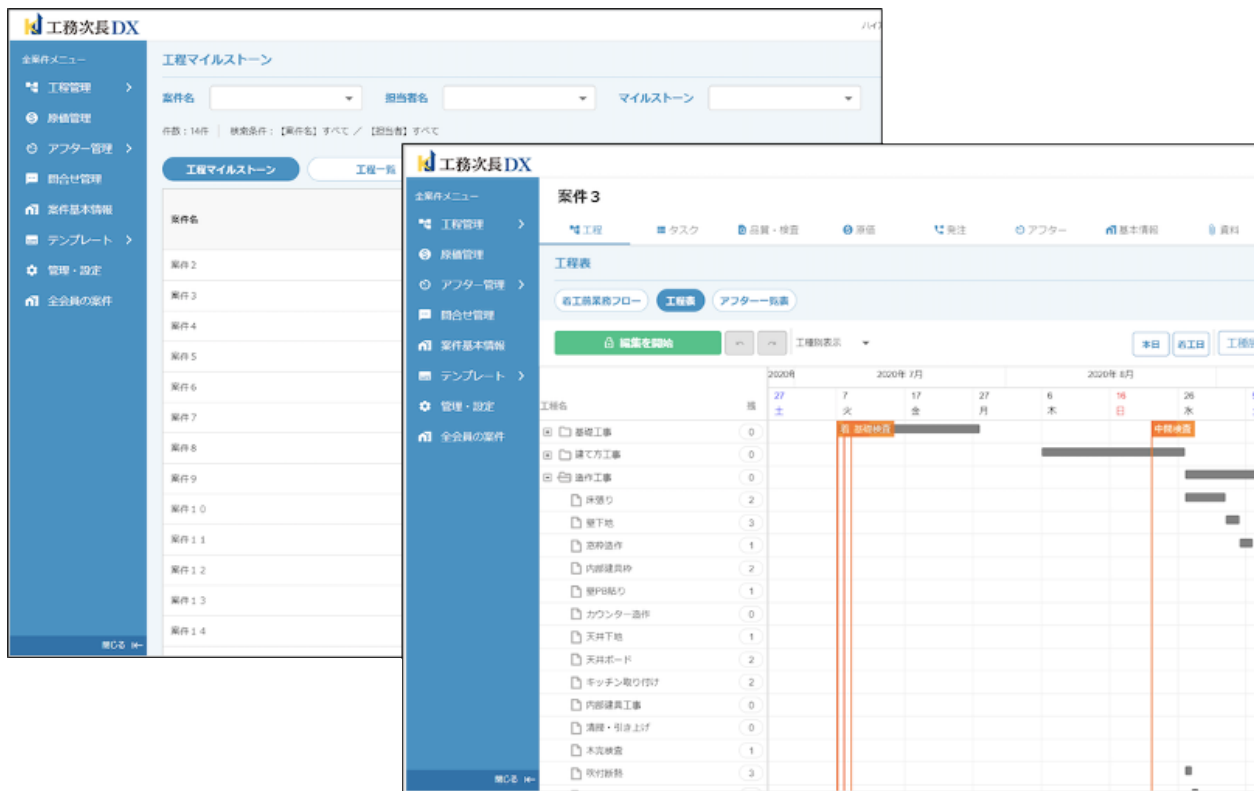 工務次長DX
全案件メニュー
工程管理
原価管理
アフター管理
問合せ管理
案件基本情報
テンプレート
管理・設定
全会員の案件
閉じる
工程マイルストーン
案件名
担当者名
マイルストーン
件数：14件 検索条件：【案件名】すべて ／ 【担当者】すべて
工程マイルストーン 工程一覧
案件名
案件2
案件3
案件4
案件5
案件6
案件7
案件8
案件9
案件10
案件11
案件12
案件13
案件14
工務次長DX
全案件メニュー
工程管理
原価管理
アフター管理
問合せ管理
案件基本情報
テンプレート
管理・設定
全会員の案件
閉じる
案件3
工程 タスク 品質・検査 原価 発注 アフター 基本情報 資料
工程表
着工前業務フロー 工程表 アフター一覧表
編集を開始 工種別表示 本日 着工日
2020年 2020年 7月 2020年 8月
工種名 残
27 7 17 27 6 16 26
土 火 金 月 木 日 水
基礎工事 0 着 基礎検査 中間検査
建て方工事 0
造作工事 0
床張り 2
壁下地 3
窓枠造作 1
内部建具枠 2
壁PB貼り 1
カウンター造作 0
天井下地 1
天井ボード 2
キッチン取り付け 2
内部建具工事 0
清掃・引き上げ 0
木完検査 1
吹付断熱 3